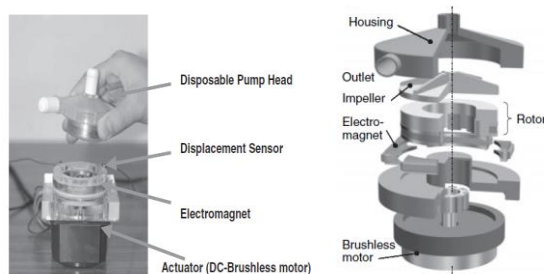 Disposable Pump Head
Displacement Sensor
Electromagnet
Actuator (DC-Brushless motor)
Housing
Outlet
Impeller
Electro-
magnet
Rotor
Brushless
motor